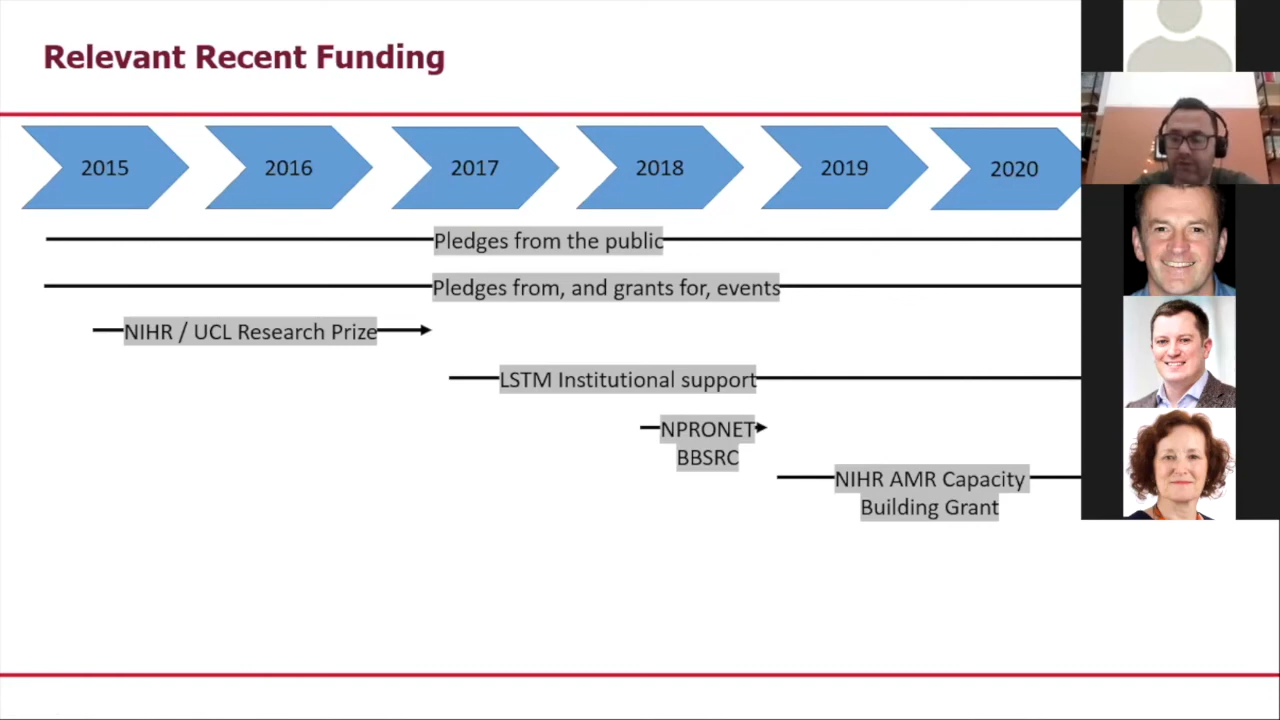 Relevant Recent Funding
2015
2016
2017
2018
2019
2020
Pledges from the public
Pledges from, and grants for, events
NIHR / UCL Research Prize
LSTM Institutional support
NPRONET
BBSRC
NIHR AMR Capacity
Building Grant